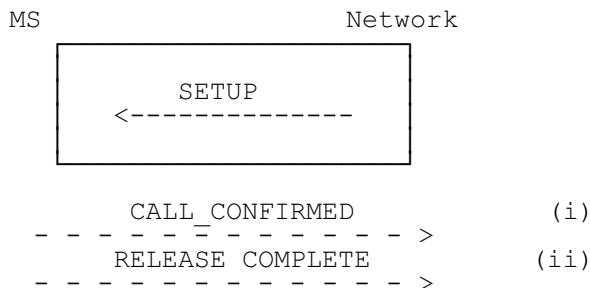 MS Network
SETUP
<--------------
CALL_CONFIRMED (i)
- - - - - - - - - - - - >
RELEASE COMPLETE (ii)
- - - - - - - - - - - - >